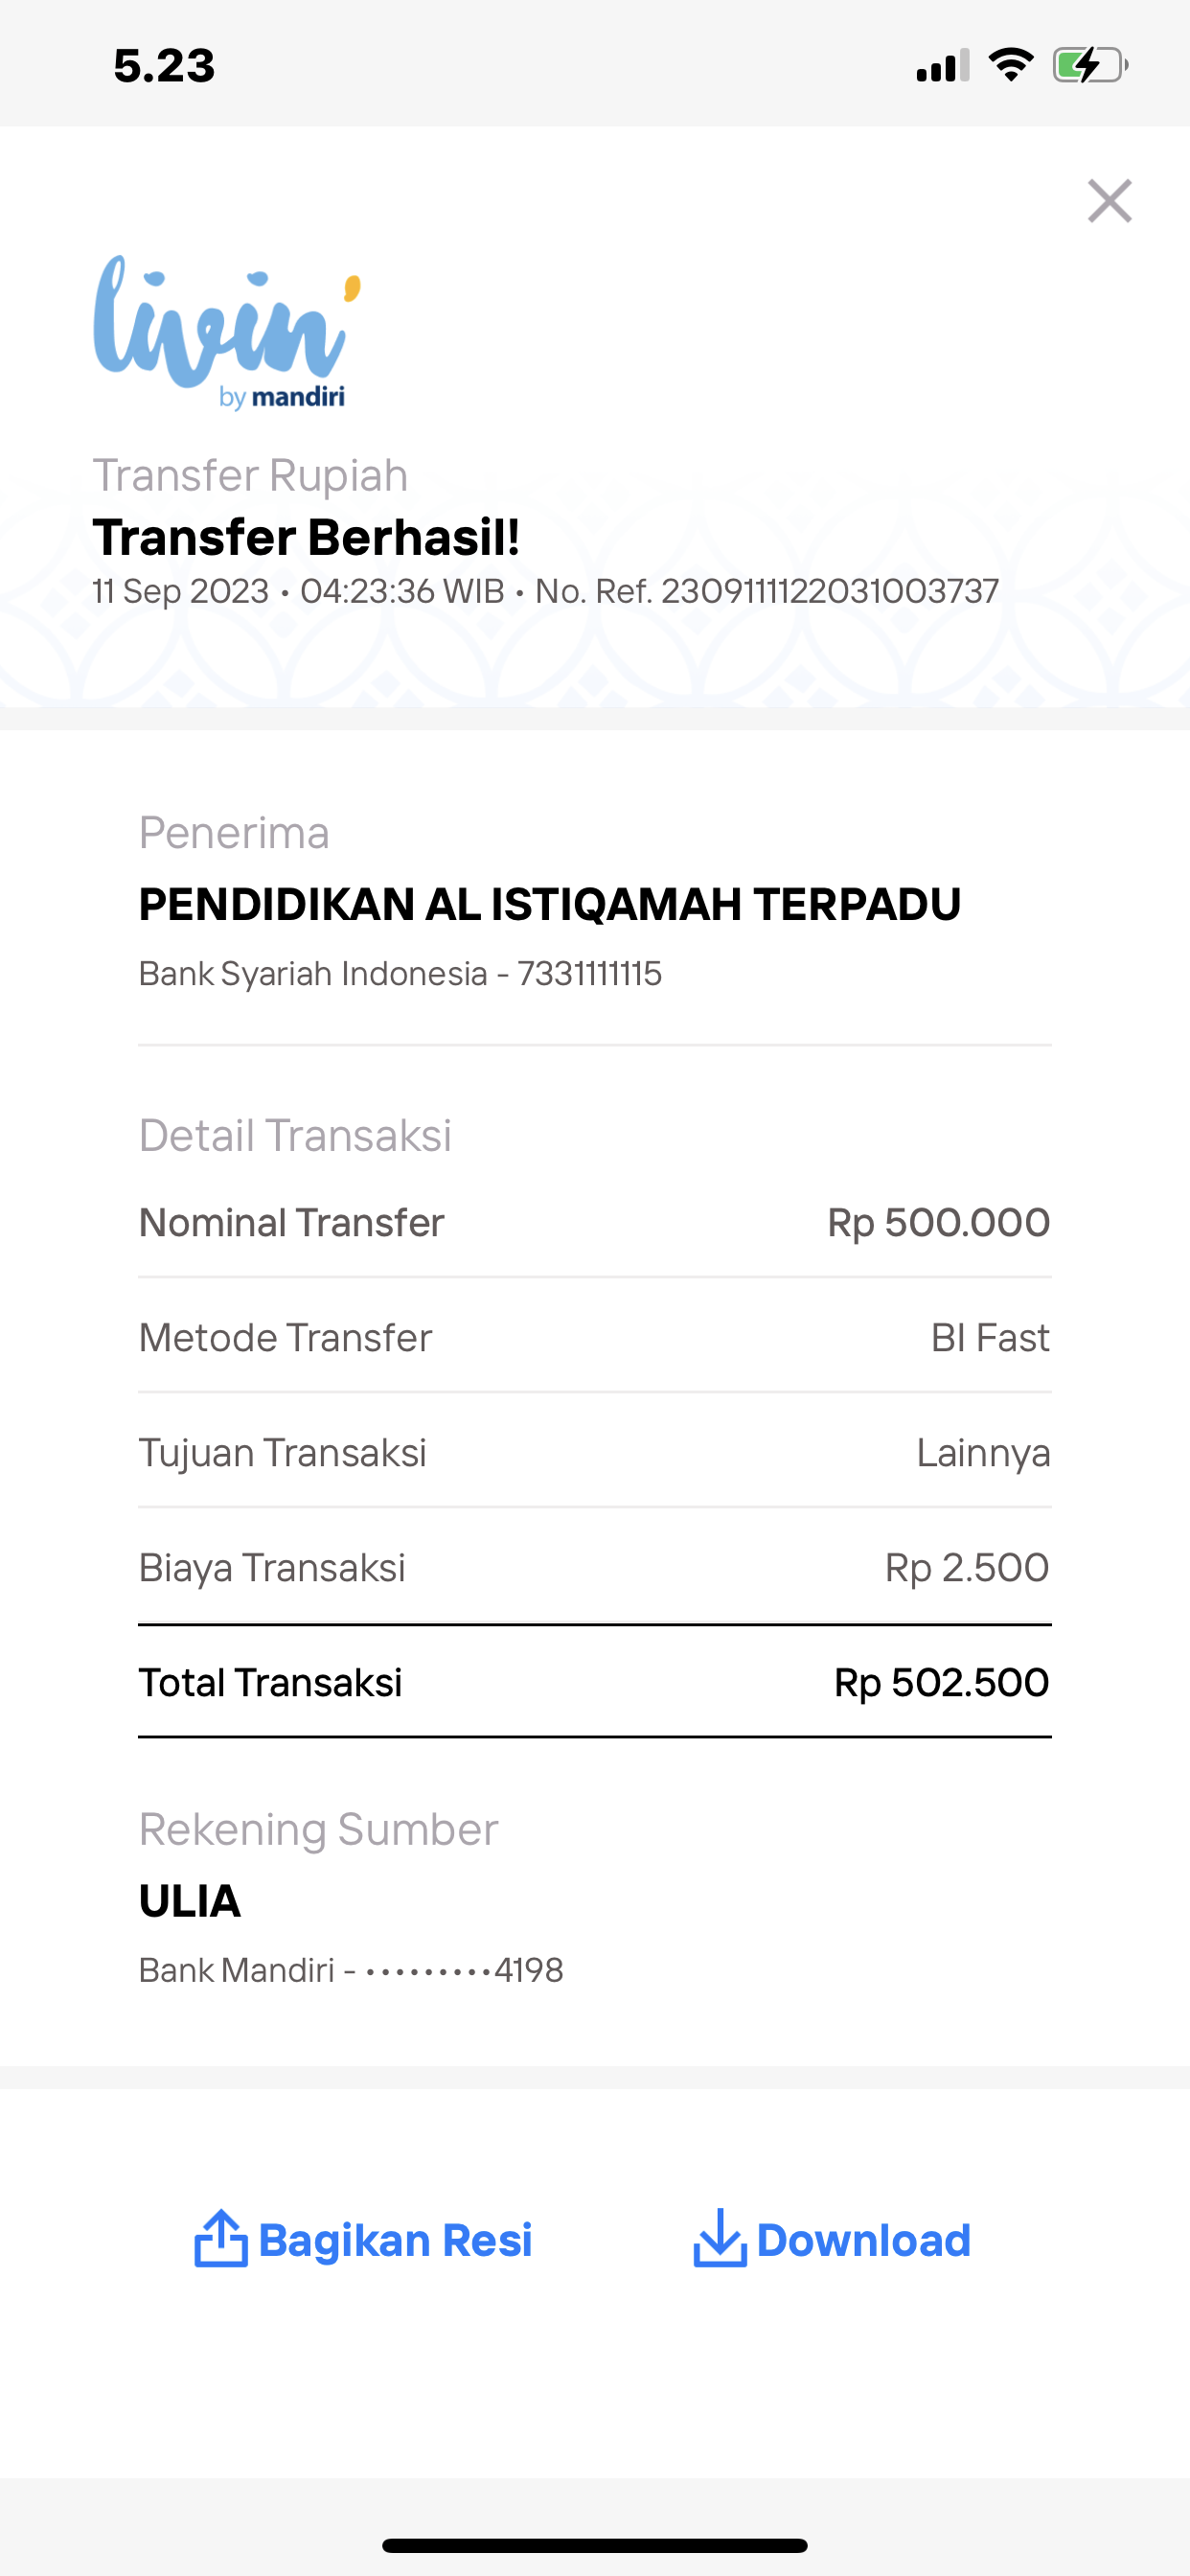 5.23
livin'
by mandiri
Transfer Rupiah
Transfer Berhasil!
11 Sep 2023 • 04:23:36 WIB • No. Ref. 2309111122031003737
Penerima
PENDIDIKAN AL ISTIQAMAH TERPADU
Bank Syariah Indonesia - 7331111115
Detail Transaksi
Nominal Transfer Rp 500.000
Metode Transfer BI Fast
Tujuan Transaksi Lainnya
Biaya Transaksi Rp 2.500
Total Transaksi Rp 502.500
Rekening Sumber
ULIA
Bank Mandiri - •••••••••4198
Bagikan Resi Download